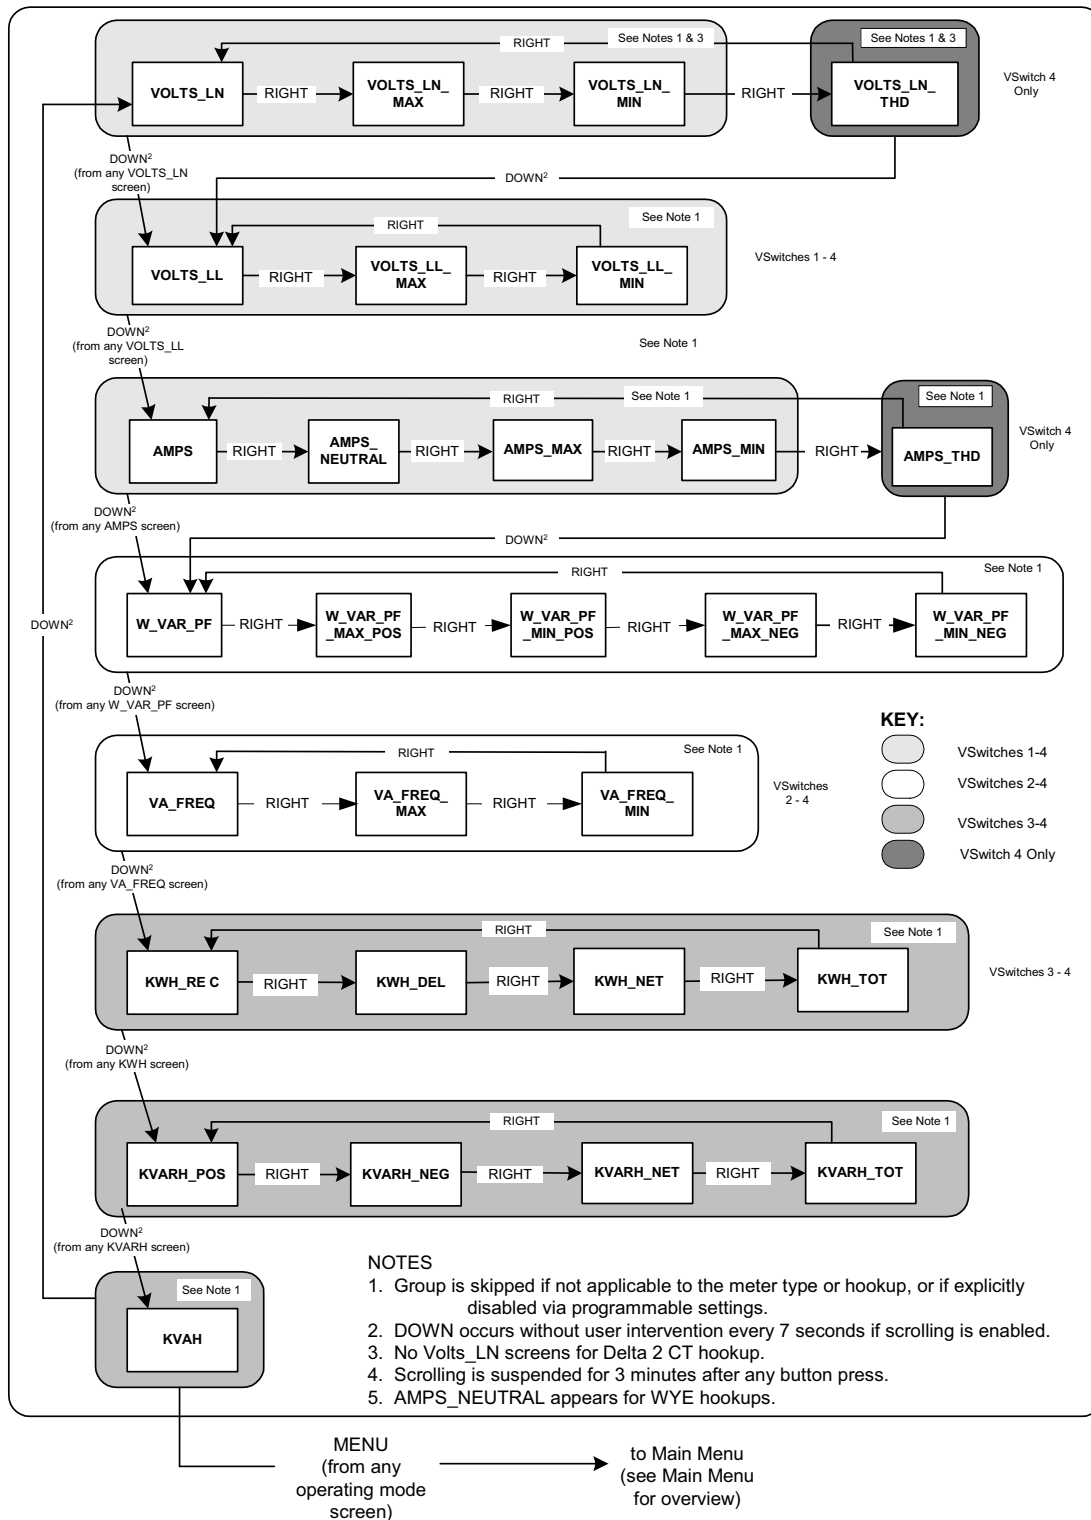 RIGHT
See Notes 1 & 3
See Notes 1 & 3
VOLTS_LN
RIGHT
VOLTS_LN_
MAX
RIGHT
VOLTS_LN_
MIN
RIGHT
VOLTS_LN_
THD
VSwitch 4
Only
DOWN2
(from any VOLTS_LN
screen)
DOWN2
RIGHT
See Note 1
VOLTS_LL
RIGHT
VOLTS_LL_
MAX
RIGHT
VOLTS_LL_
MIN
VSwitches 1 - 4
DOWN2
(from any VOLTS_LL
screen)
See Note 1
RIGHT
See Note 1
See Note 1
AMPS
RIGHT
AMPS_
NEUTRAL
RIGHT
AMPS_MAX
RIGHT
AMPS_MIN
RIGHT
AMPS_THD
VSwitch 4
Only
DOWN2
(from any AMPS screen)
DOWN2
RIGHT
See Note 1
W_VAR_PF
RIGHT
W_VAR_PF
_MAX_POS
RIGHT
W_VAR_PF
_MIN_POS
RIGHT
W_VAR_PF
_MAX_NEG
RIGHT
W_VAR_PF
_MIN_NEG
DOWN2
DOWN2
(from any W_VAR_PF screen)
KEY:
VSwitches 1-4
VSwitches 2-4
VSwitches 3-4
VSwitch 4 Only
RIGHT
See Note 1
VA_FREQ
RIGHT
VA_FREQ_
MAX
RIGHT
VA_FREQ_
MIN
VSwitches
2 - 4
DOWN2
(from any VA_FREQ screen)
RIGHT
See Note 1
KWH_RE C
RIGHT
KWH_DEL
RIGHT
KWH_NET
RIGHT
KWH_TOT
VSwitches 3 - 4
DOWN2
(from any KWH screen)
RIGHT
See Note 1
KVARH_POS
RIGHT
KVARH_NEG
RIGHT
KVARH_NET
RIGHT
KVARH_TOT
DOWN2
(from any KVARH screen)
See Note 1
KVAH
NOTES
1. Group is skipped if not applicable to the meter type or hookup, or if explicitly
disabled via programmable settings.
2. DOWN occurs without user intervention every 7 seconds if scrolling is enabled.
3. No Volts_LN screens for Delta 2 CT hookup.
4. Scrolling is suspended for 3 minutes after any button press.
5. AMPS_NEUTRAL appears for WYE hookups.
MENU
(from any
operating mode
screen)
to Main Menu
(see Main Menu
for overview)